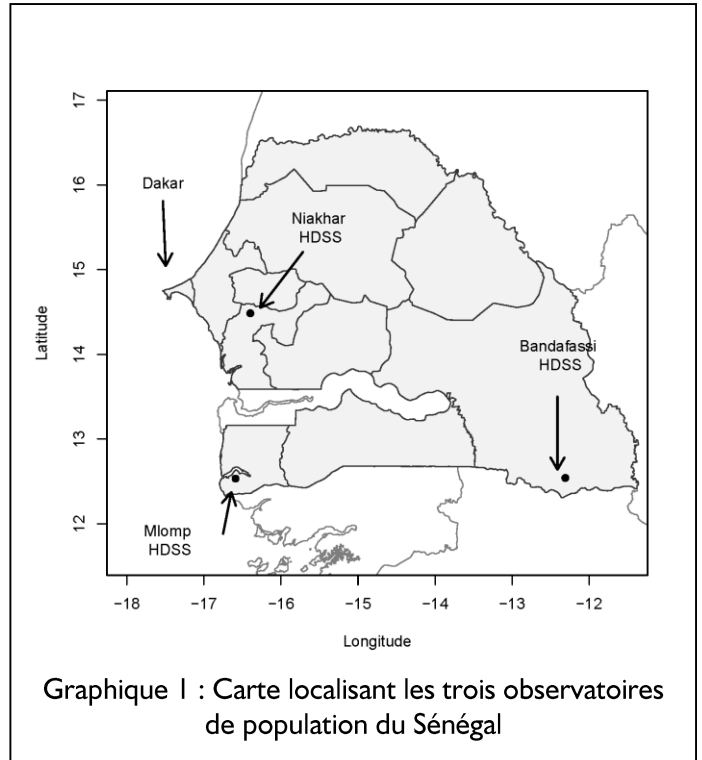 Dakar
Niakhar
HDSS
Bandafassi
HDSS
Mlomp
HDSS
Latitude
17
16
15
14
13
12
−18
−17
−16
−15
−14
−13
−12
Longitude
Graphique 1 : Carte localisant les trois observatoires
de population du Sénégal